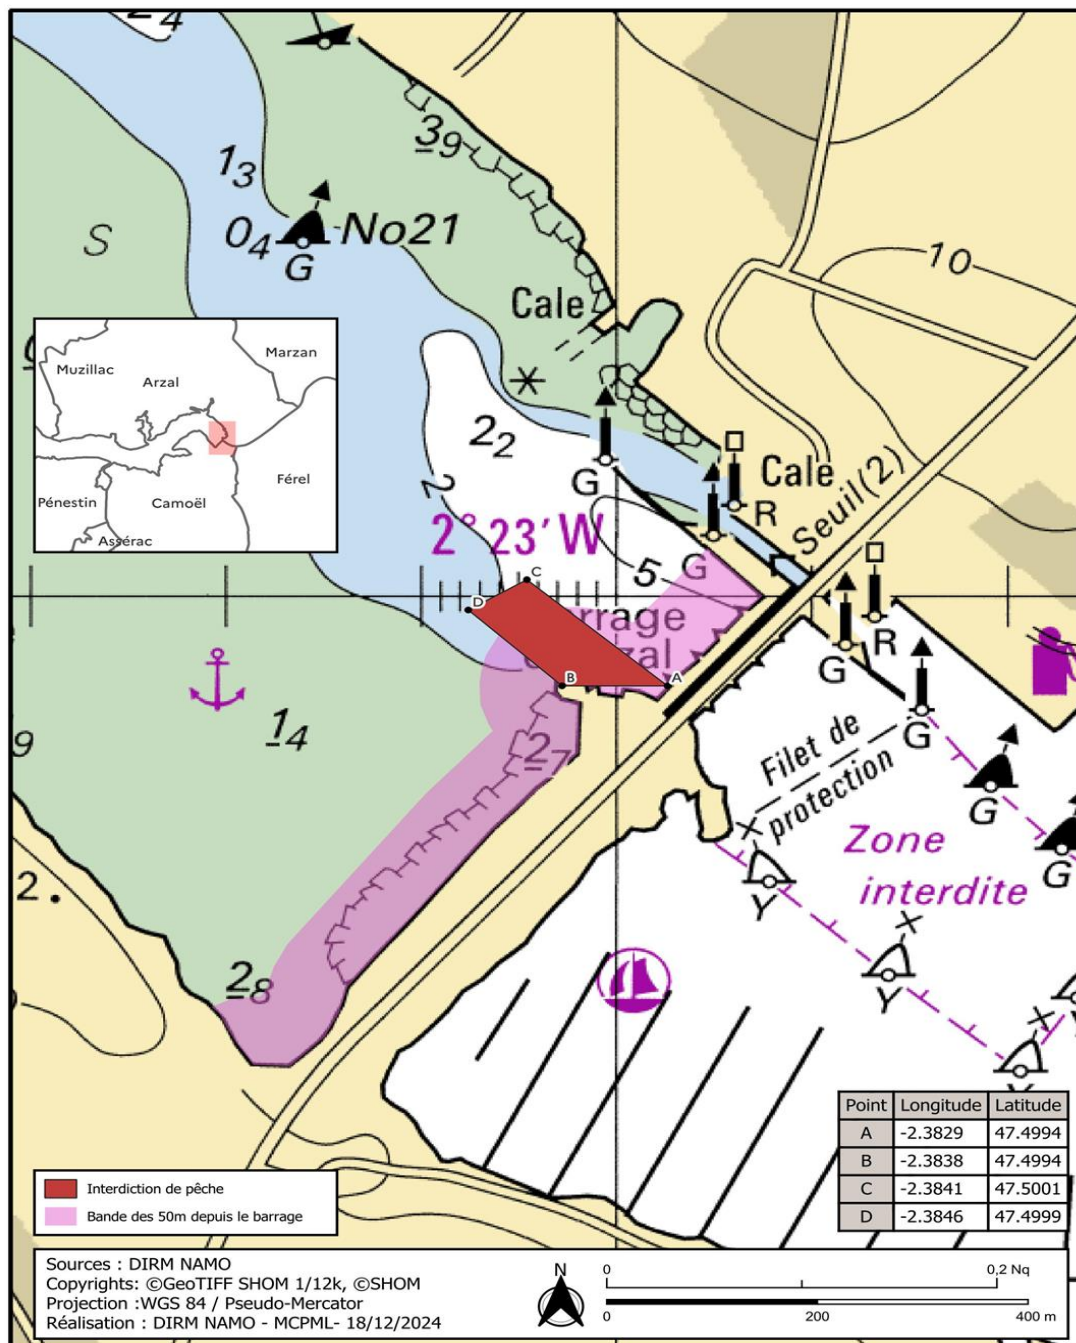 2₄
3₉
1₃
0₄
No21
G
S
10
Cale
Muzillac
Arzal
Marzan
Pénestin
Camoël
Férel
Assérac
2₂
2
G
Cale
R
Seuil(2)
2° 23′ W
5
G
C
D
rrage
zal
B
A
R
G
G
9
1₄
2₇
Filet de
protection
G
G
Zone
interdite
2
Y
Y
2₈
Point Longitude Latitude
A -2.3829 47.4994
B -2.3838 47.4994
C -2.3841 47.5001
D -2.3846 47.4999
Interdiction de pêche
Bande des 50m depuis le barrage
Sources : DIRM NAMO
Copyrights: ©GeoTIFF SHOM 1/12k, ©SHOM
Projection :WGS 84 / Pseudo-Mercator
Réalisation : DIRM NAMO - MCPML- 18/12/2024
N
0 0,2 Nq
0 200 400 m